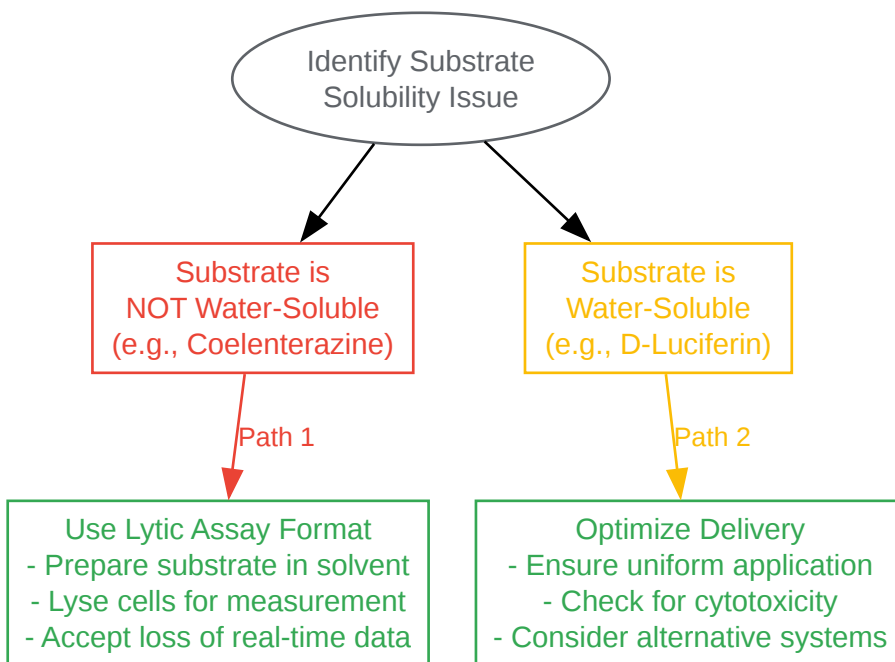 Identify Substrate
Solubility Issue
Substrate is
NOT Water-Soluble
(e.g., Coelenterazine)
Substrate is
Water-Soluble
(e.g., D-Luciferin)
Path 1
Path 2
Use Lytic Assay Format
- Prepare substrate in solvent
- Lyse cells for measurement
- Accept loss of real-time data
Optimize Delivery
- Ensure uniform application
- Check for cytotoxicity
- Consider alternative systems